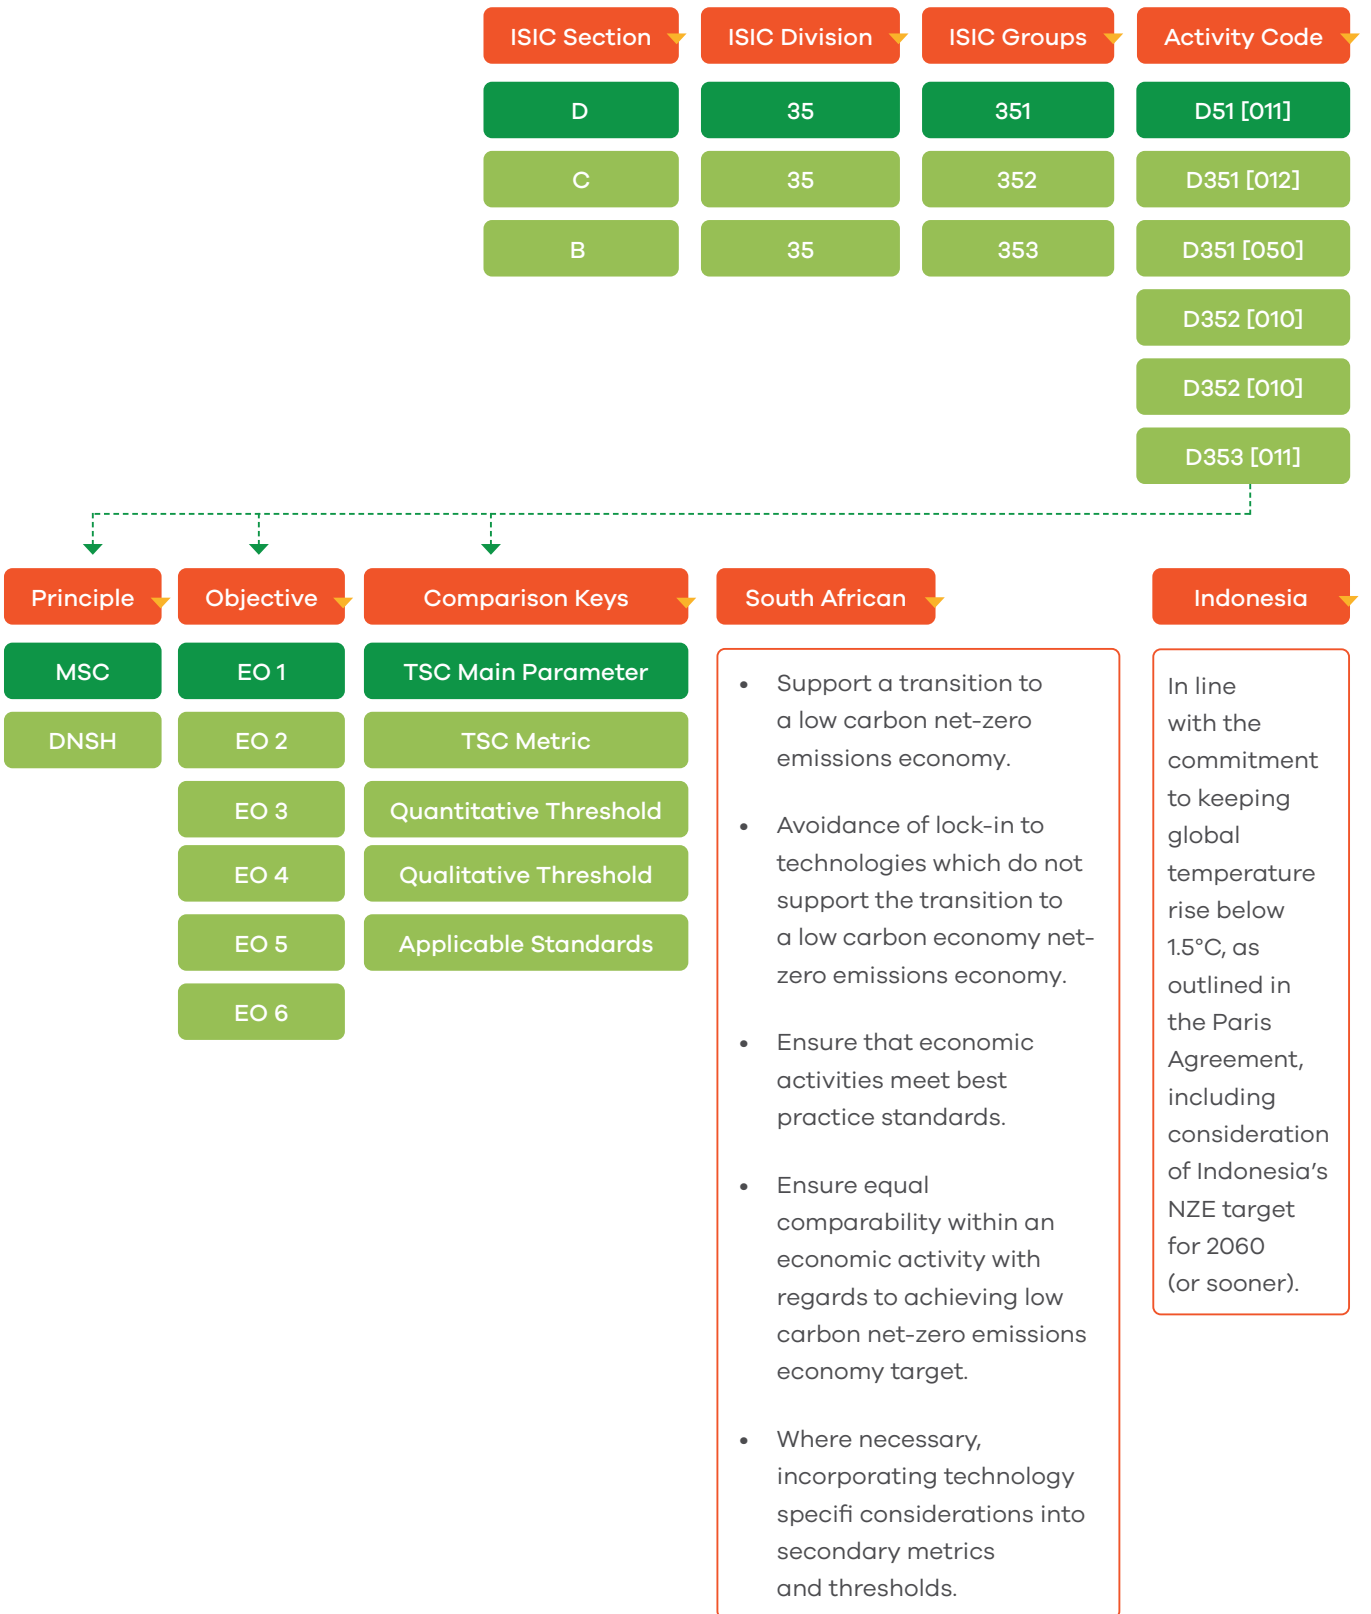 ISIC Section
ISIC Division
ISIC Groups
Activity Code
D
35
351
D51 [011]
C
35
352
D351 [012]
B
35
353
D351 [050]
D352 [010]
D352 [010]
D353 [011]
Principle
Objective
Comparison Keys
South African
Indonesia
MSC
EO 1
TSC Main Parameter
DNSH
EO 2
TSC Metric
EO 3
Quantitative Threshold
EO 4
Qualitative Threshold
EO 5
Applicable Standards
EO 6
• Support a transition to
a low carbon net-zero
emissions economy.
• Avoidance of lock-in to
technologies which do not
support the transition to
a low carbon economy net-
zero emissions economy.
• Ensure that economic
activities meet best
practice standards.
• Ensure equal
comparability within an
economic activity with
regards to achieving low
carbon net-zero emissions
economy target.
• Where necessary,
incorporating technology
specifi considerations into
secondary metrics
and thresholds.
In line
with the
commitment
to keeping
global
temperature
rise below
1.5°C, as
outlined in
the Paris
Agreement,
including
consideration
of Indonesia’s
NZE target
for 2060
(or sooner).